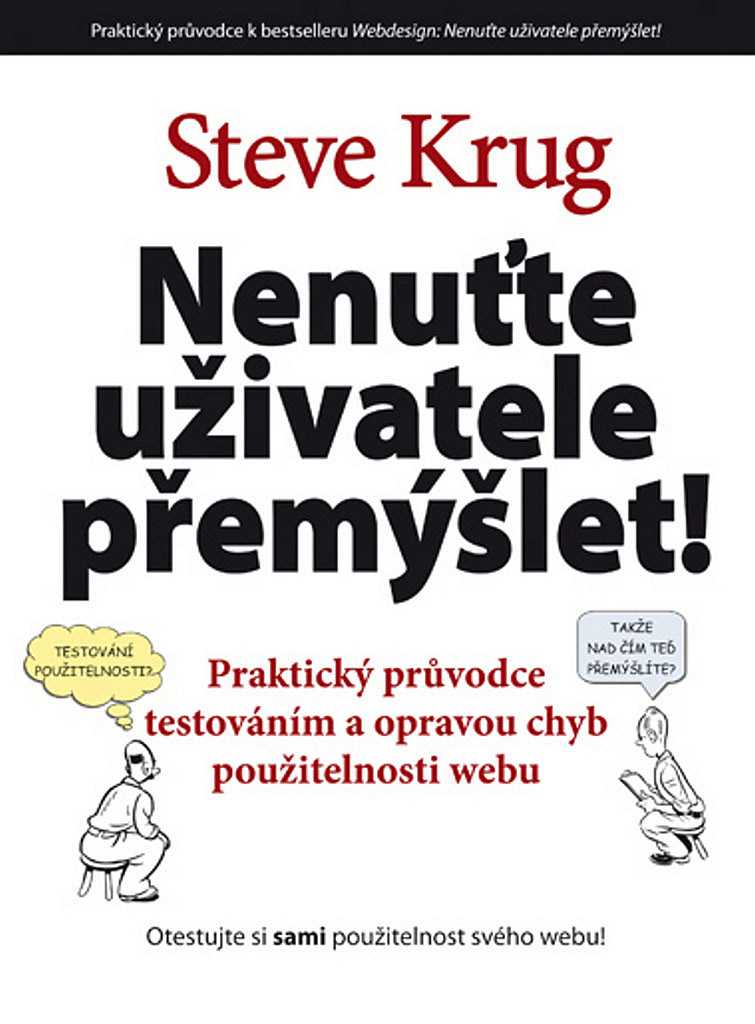 Praktický průvodce k bestselleru Webdesign: Nenuťte uživatele přemýšlet!
Steve Krug
Nenuťte
uživatele
přemýšlet!
TESTOVÁNÍ
POUŽITELNOSTI?
TAKŽE
NAD ČÍM TEĎ
PŘEMÝŠLÍTE?
Praktický průvodce
testováním a opravou chyb
použitelnosti webu
Otestujte si sami použitelnost svého webu!